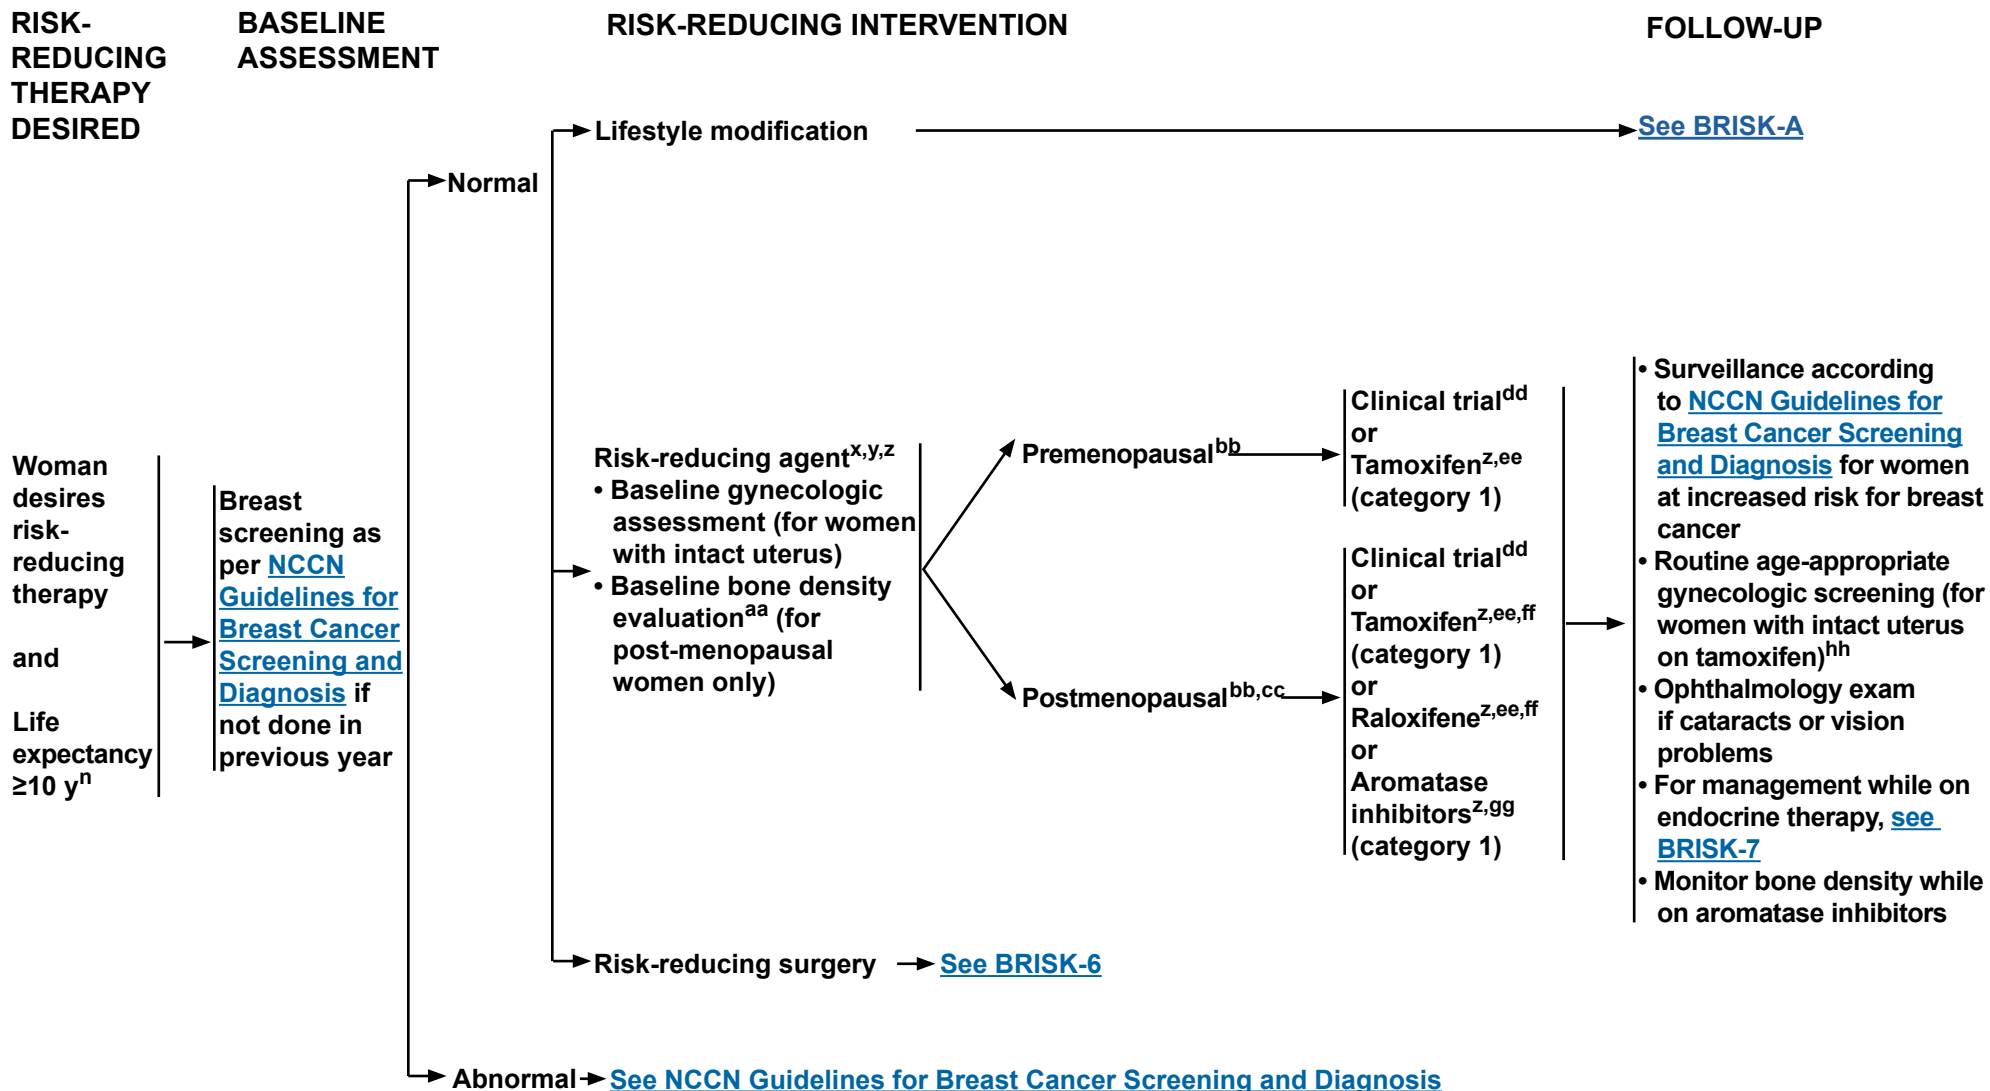 RISK-
REDUCING
THERAPY
DESIRED
BASELINE
ASSESSMENT
RISK-REDUCING INTERVENTION
FOLLOW-UP
Woman
desires
risk-
reducing
therapy
and
Life
expectancy
≥10 yⁿ
Breast
screening as
per NCCN
Guidelines for
Breast Cancer
Screening and
Diagnosis if
not done in
previous year
Normal
Lifestyle modification
See BRISK-A
Risk-reducing agentx,y,z
• Baseline gynecologic
assessment (for women
with intact uterus)
• Baseline bone density
evaluationaa (for
post-menopausal
women only)
Premenopausalbb
Clinical trialdd
or
Tamoxifenz,ee
(category 1)
Postmenopausalbb,cc
Clinical trialdd
or
Tamoxifenz,ee,ff
(category 1)
or
Raloxifenez,ee,ff
or
Aromatase
inhibitorsz,gg
(category 1)
• Surveillance according
to NCCN Guidelines for
Breast Cancer Screening
and Diagnosis for women
at increased risk for breast
cancer
• Routine age-appropriate
gynecologic screening (for
women with intact uterus
on tamoxifen)hh
• Ophthalmology exam
if cataracts or vision
problems
• For management while on
endocrine therapy, see
BRISK-7
• Monitor bone density while
on aromatase inhibitors
Risk-reducing surgery
See BRISK-6
Abnormal
See NCCN Guidelines for Breast Cancer Screening and Diagnosis